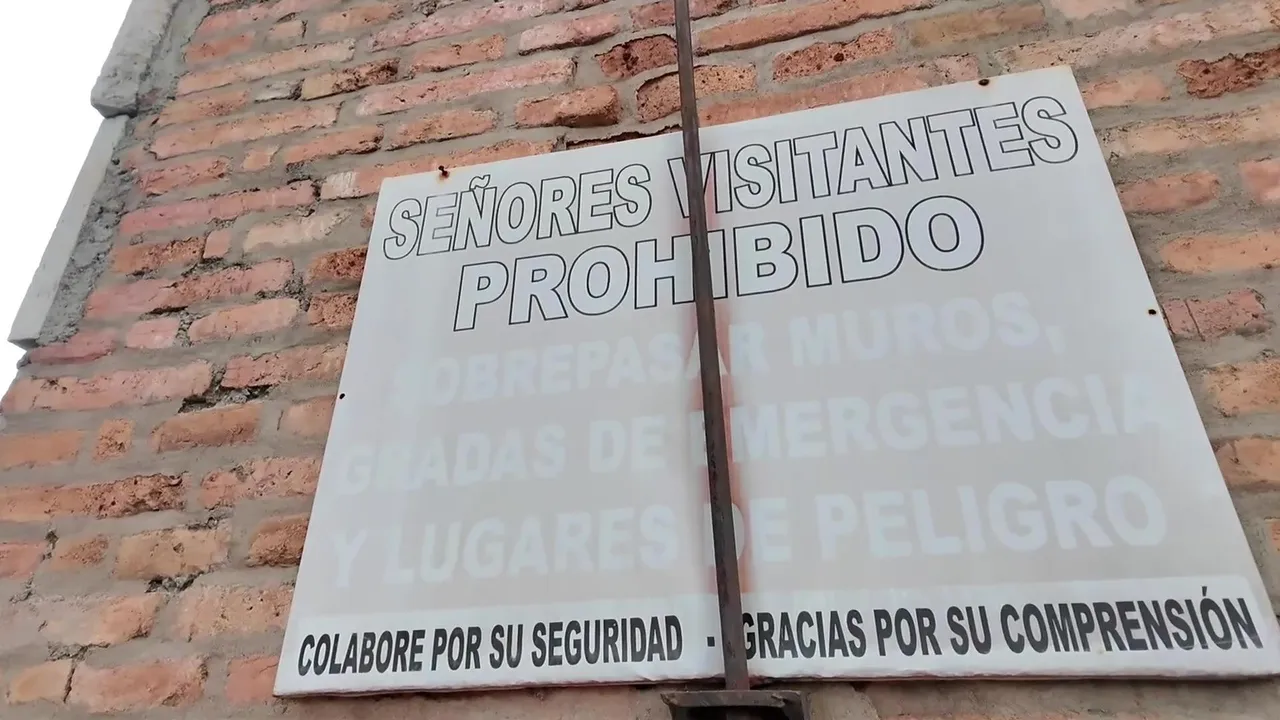 SEÑORES VISITANTES
PROHIBIDO
SOBREPASAR MUROS,
GRADAS DE EMERGENCIA
Y LUGARES DE PELIGRO
COLABORE POR SU SEGURIDAD - GRACIAS POR SU COMPRENSIÓN